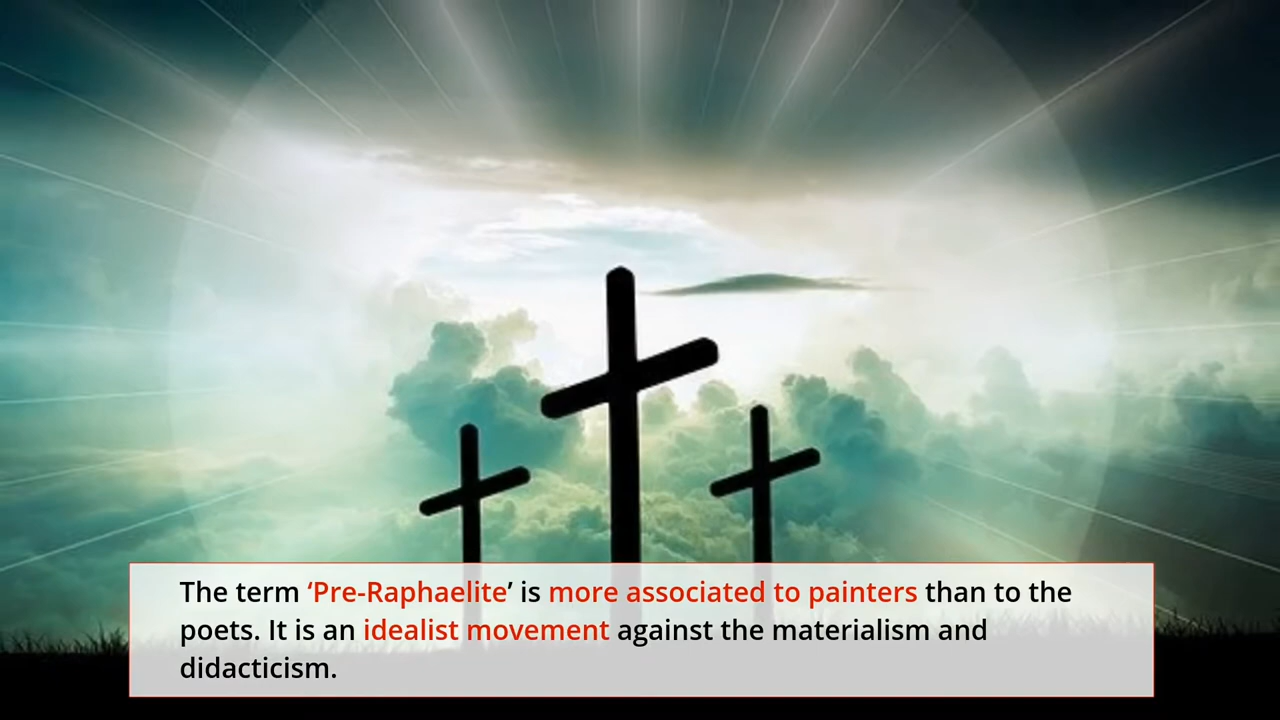 The term ‘Pre-Raphaelite’ is more associated to painters than to the
poets. It is an idealist movement against the materialism and
didacticism.